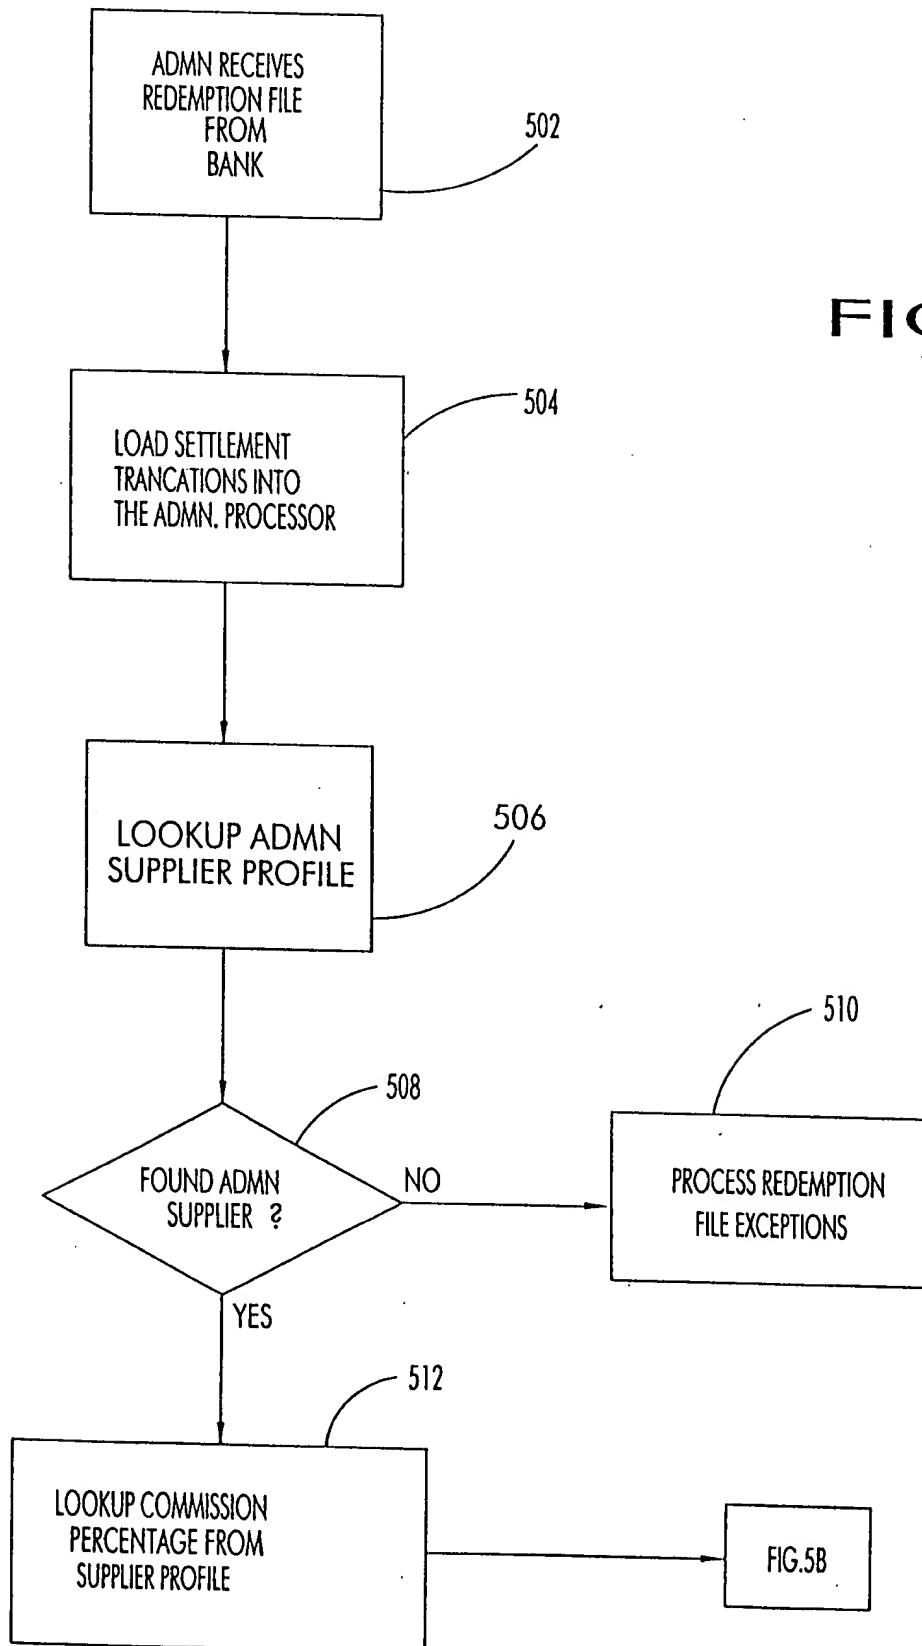 ADMN RECEIVES
REDEMPTION FILE
FROM
BANK
502
504
LOAD SETTLEMENT
TRANCATIONS INTO
THE ADMN. PROCESSOR
LOOKUP ADMN
SUPPLIER PROFILE
506
510
508
FOUND ADMN
SUPPLIER ?
NO
PROCESS REDEMPTION
FILE EXCEPTIONS
YES
512
LOOKUP COMMISSION
PERCENTAGE FROM
SUPPLIER PROFILE
FIG.5B